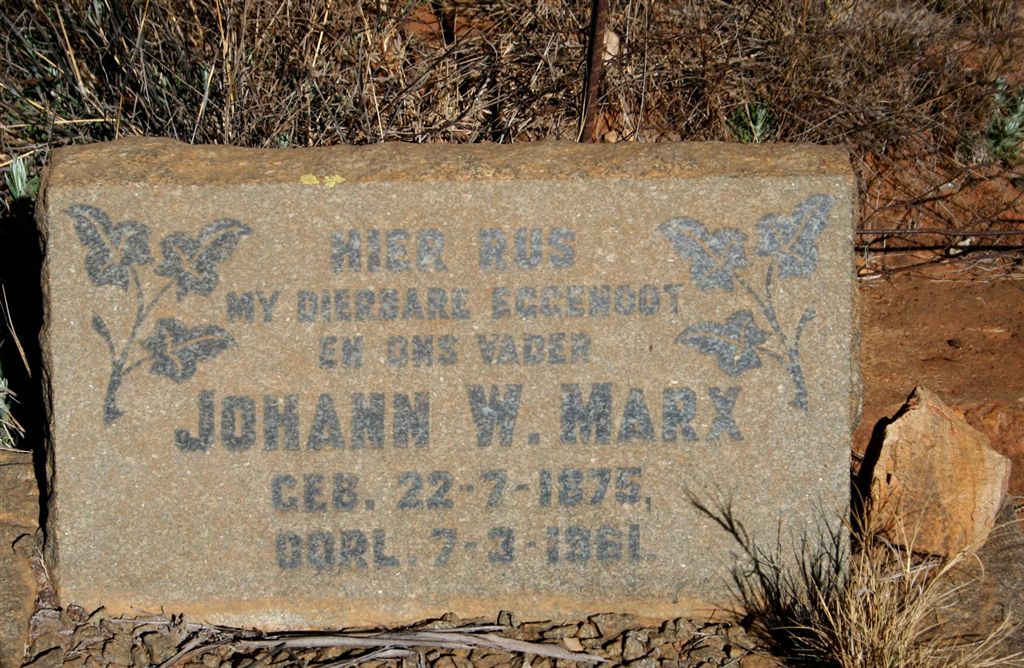 HIER RUS
MY DIERBARE EGGENOOT
EN ONS VADER
JOHANN W. MARX
GEB. 22-7-1875,
OORL. 7-3-1961.